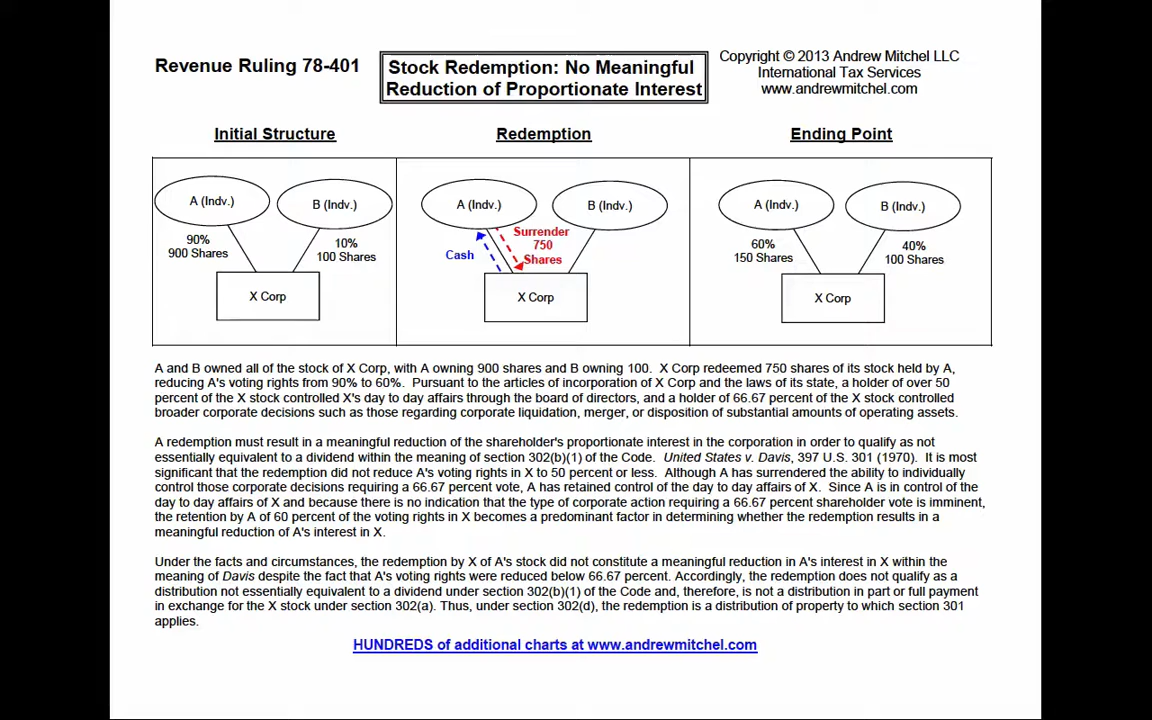 Revenue Ruling 78-401
Stock Redemption: No Meaningful
Reduction of Proportionate Interest
Copyright © 2013 Andrew Mitchel LLC
International Tax Services
www.andrewmitchel.com
Initial Structure
Redemption
Ending Point
A (Indv.)
B (Indv.)
90%
900 Shares
10%
100 Shares
X Corp
A (Indv.)
B (Indv.)
Cash
Surrender
750
Shares
X Corp
A (Indv.)
B (Indv.)
60%
150 Shares
40%
100 Shares
X Corp
A and B owned all of the stock of X Corp, with A owning 900 shares and B owning 100. X Corp redeemed 750 shares of its stock held by A,
reducing A's voting rights from 90% to 60%. Pursuant to the articles of incorporation of X Corp and the laws of its state, a holder of over 50
percent of the X stock controlled X's day to day affairs through the board of directors, and a holder of 66.67 percent of the X stock controlled
broader corporate decisions such as those regarding corporate liquidation, merger, or disposition of substantial amounts of operating assets.
A redemption must result in a meaningful reduction of the shareholder's proportionate interest in the corporation in order to qualify as not
essentially equivalent to a dividend within the meaning of section 302(b)(1) of the Code. United States v. Davis, 397 U.S. 301 (1970). It is most
significant that the redemption did not reduce A's voting rights in X to 50 percent or less. Although A has surrendered the ability to individually
control those corporate decisions requiring a 66.67 percent vote, A has retained control of the day to day affairs of X. Since A is in control of the
day to day affairs of X and because there is no indication that the type of corporate action requiring a 66.67 percent shareholder vote is imminent,
the retention by A of 60 percent of the voting rights in X becomes a predominant factor in determining whether the redemption results in a
meaningful reduction of A's interest in X.
Under the facts and circumstances, the redemption by X of A's stock did not constitute a meaningful reduction in A's interest in X within the
meaning of Davis despite the fact that A's voting rights were reduced below 66.67 percent. Accordingly, the redemption does not qualify as a
distribution not essentially equivalent to a dividend under section 302(b)(1) of the Code and, therefore, is not a distribution in part or full payment
in exchange for the X stock under section 302(a). Thus, under section 302(d), the redemption is a distribution of property to which section 301
applies.
HUNDREDS of additional charts at www.andrewmitchel.com